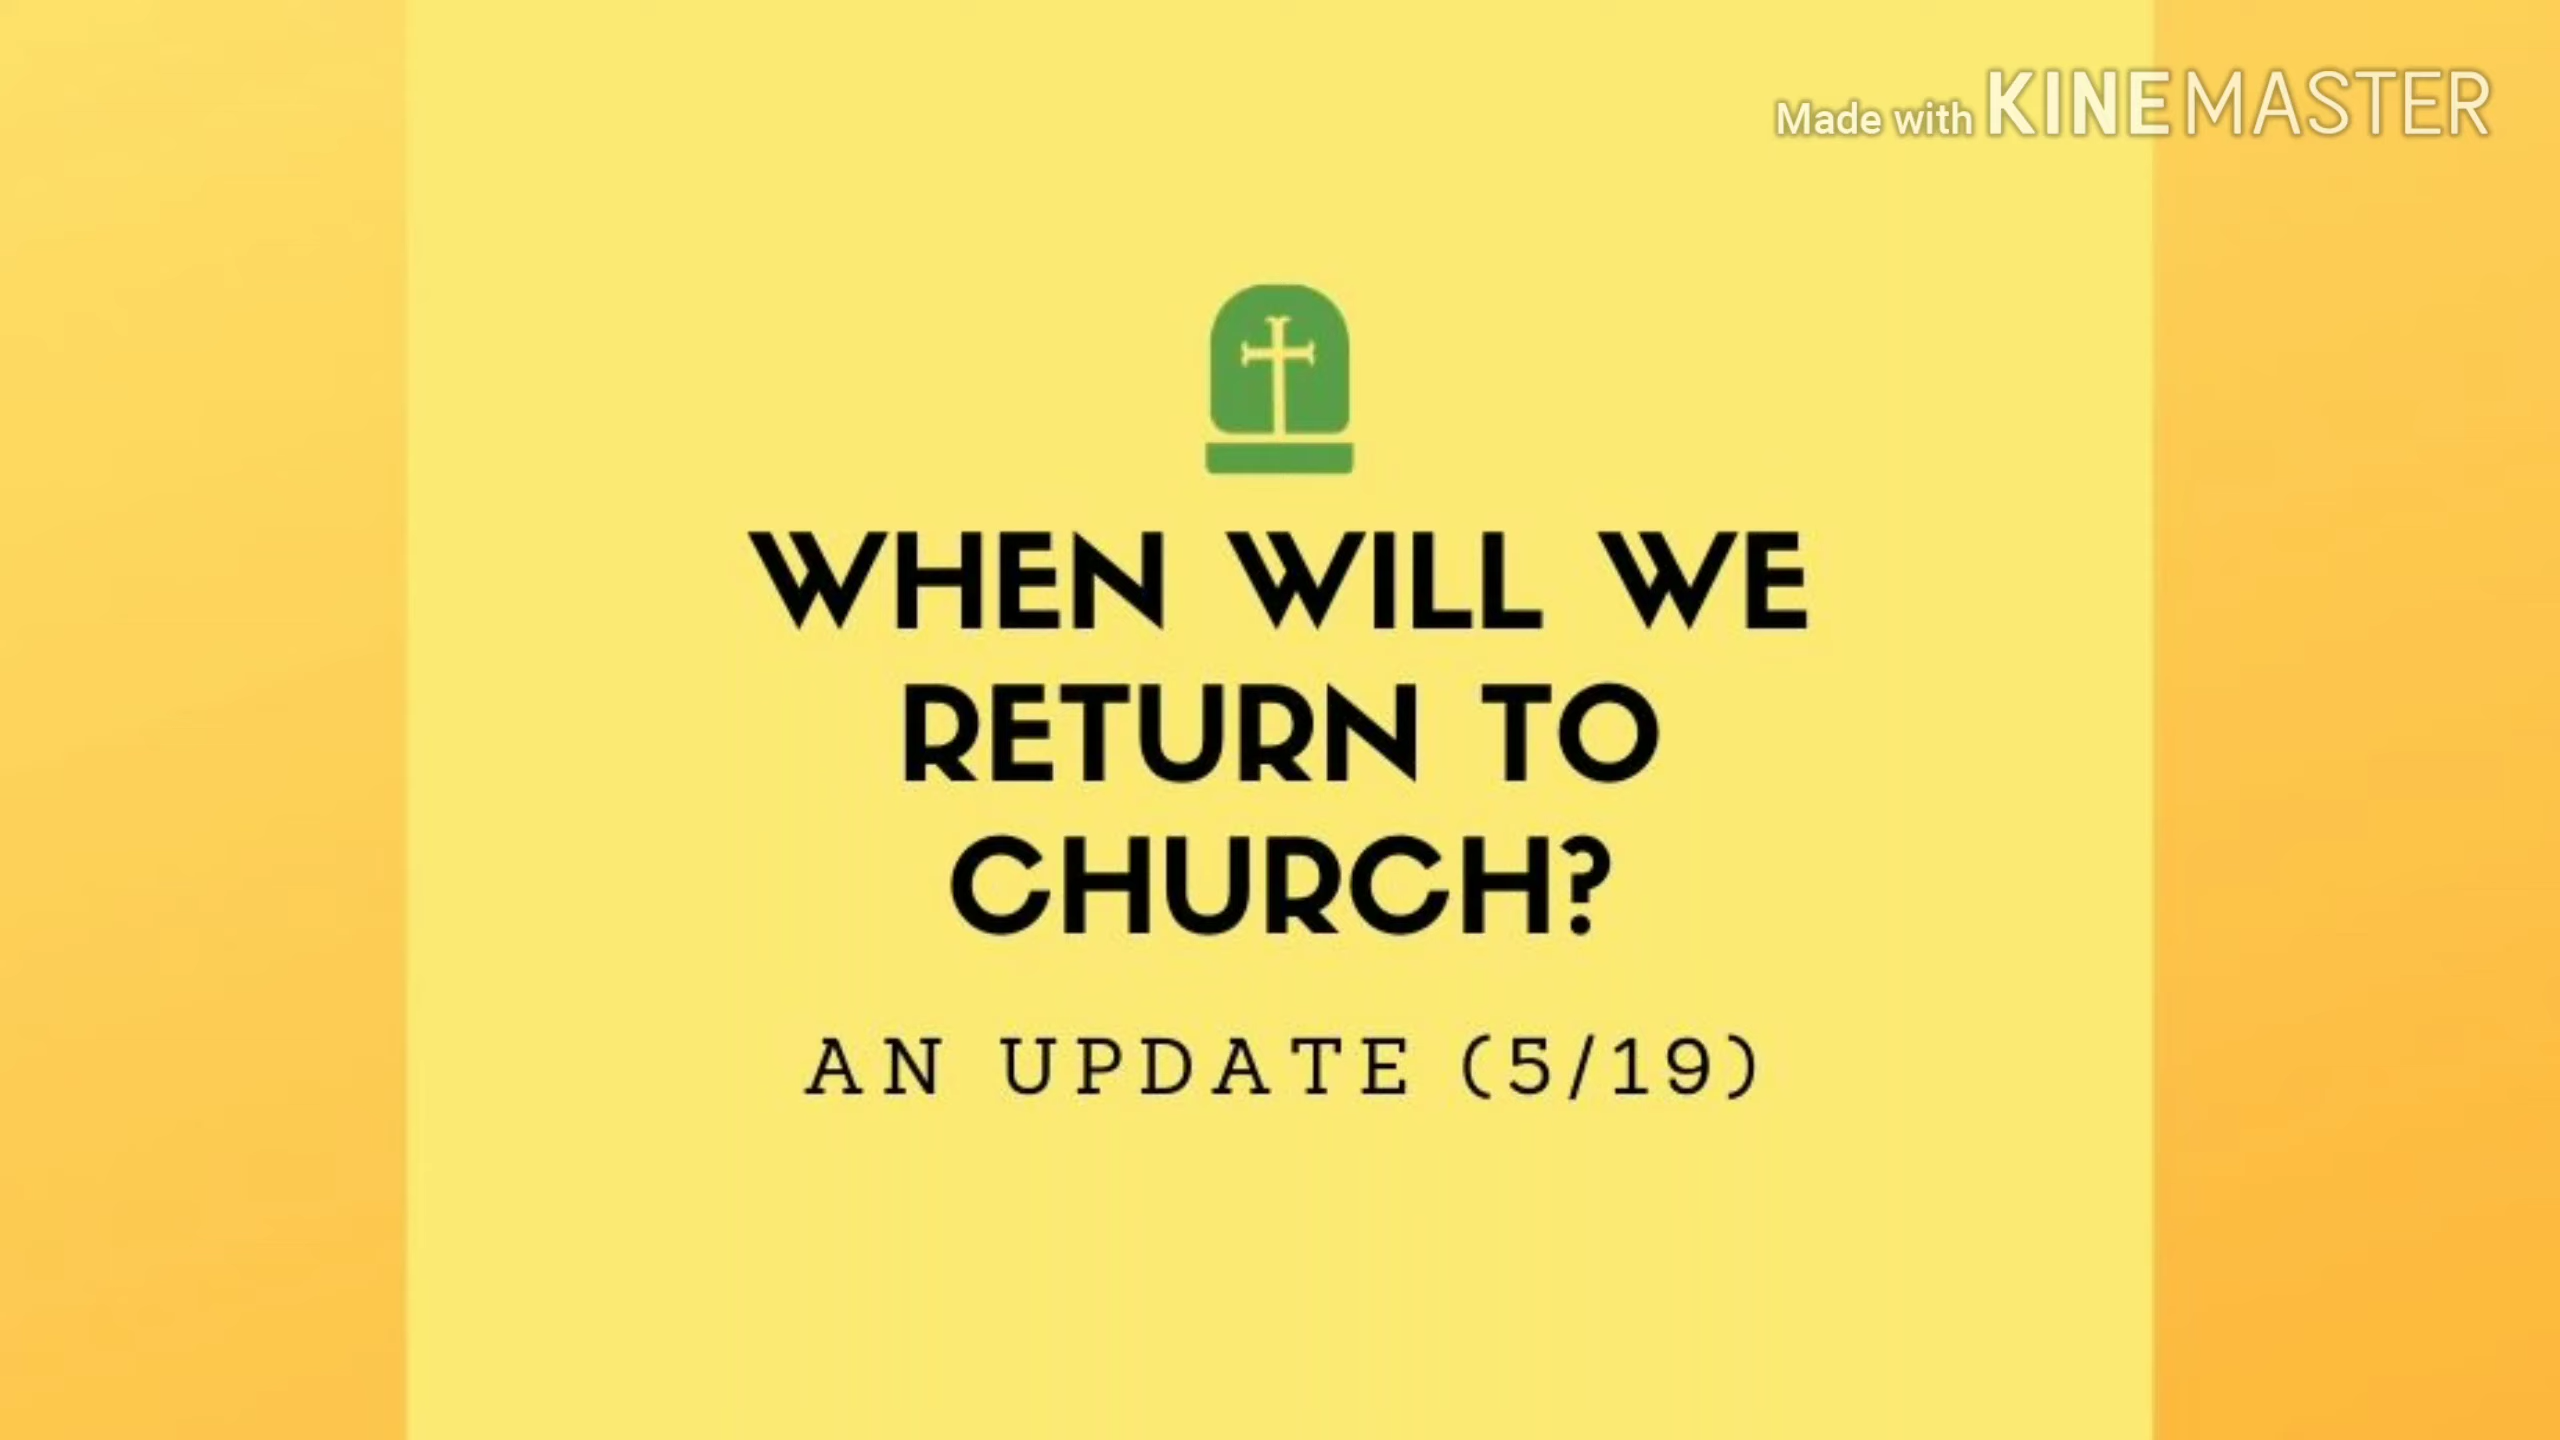 Made with KINEMASTER
WHEN WILL WE
RETURN TO
CHURCH?
AN UPDATE (5/19)